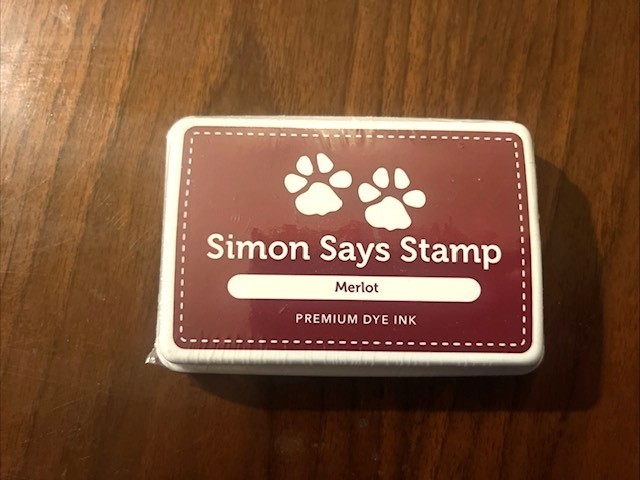 Simon Says Stamp
Merlot
PREMIUM DYE INK